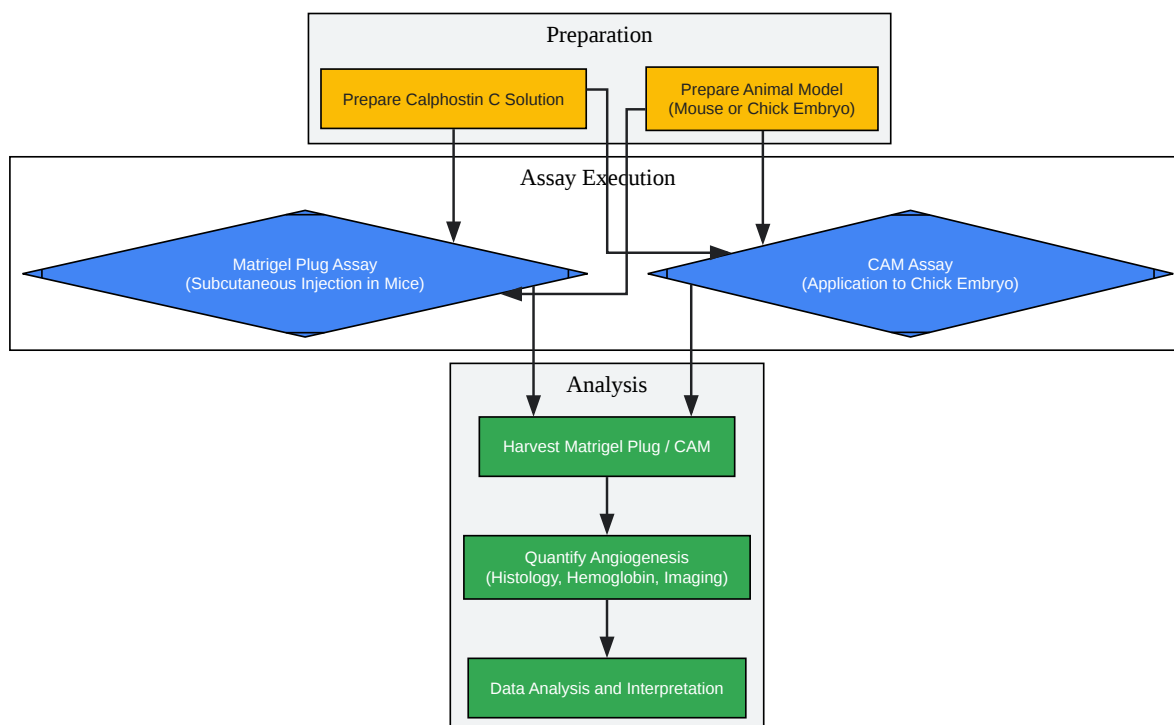 Preparation
Prepare Calphostin C Solution
Prepare Animal Model
(Mouse or Chick Embryo)
Assay Execution
Matrigel Plug Assay
(Subcutaneous Injection in Mice)
CAM Assay
(Application to Chick Embryo)
Analysis
Harvest Matrigel Plug / CAM
Quantify Angiogenesis
(Histology, Hemoglobin, Imaging)
Data Analysis and Interpretation